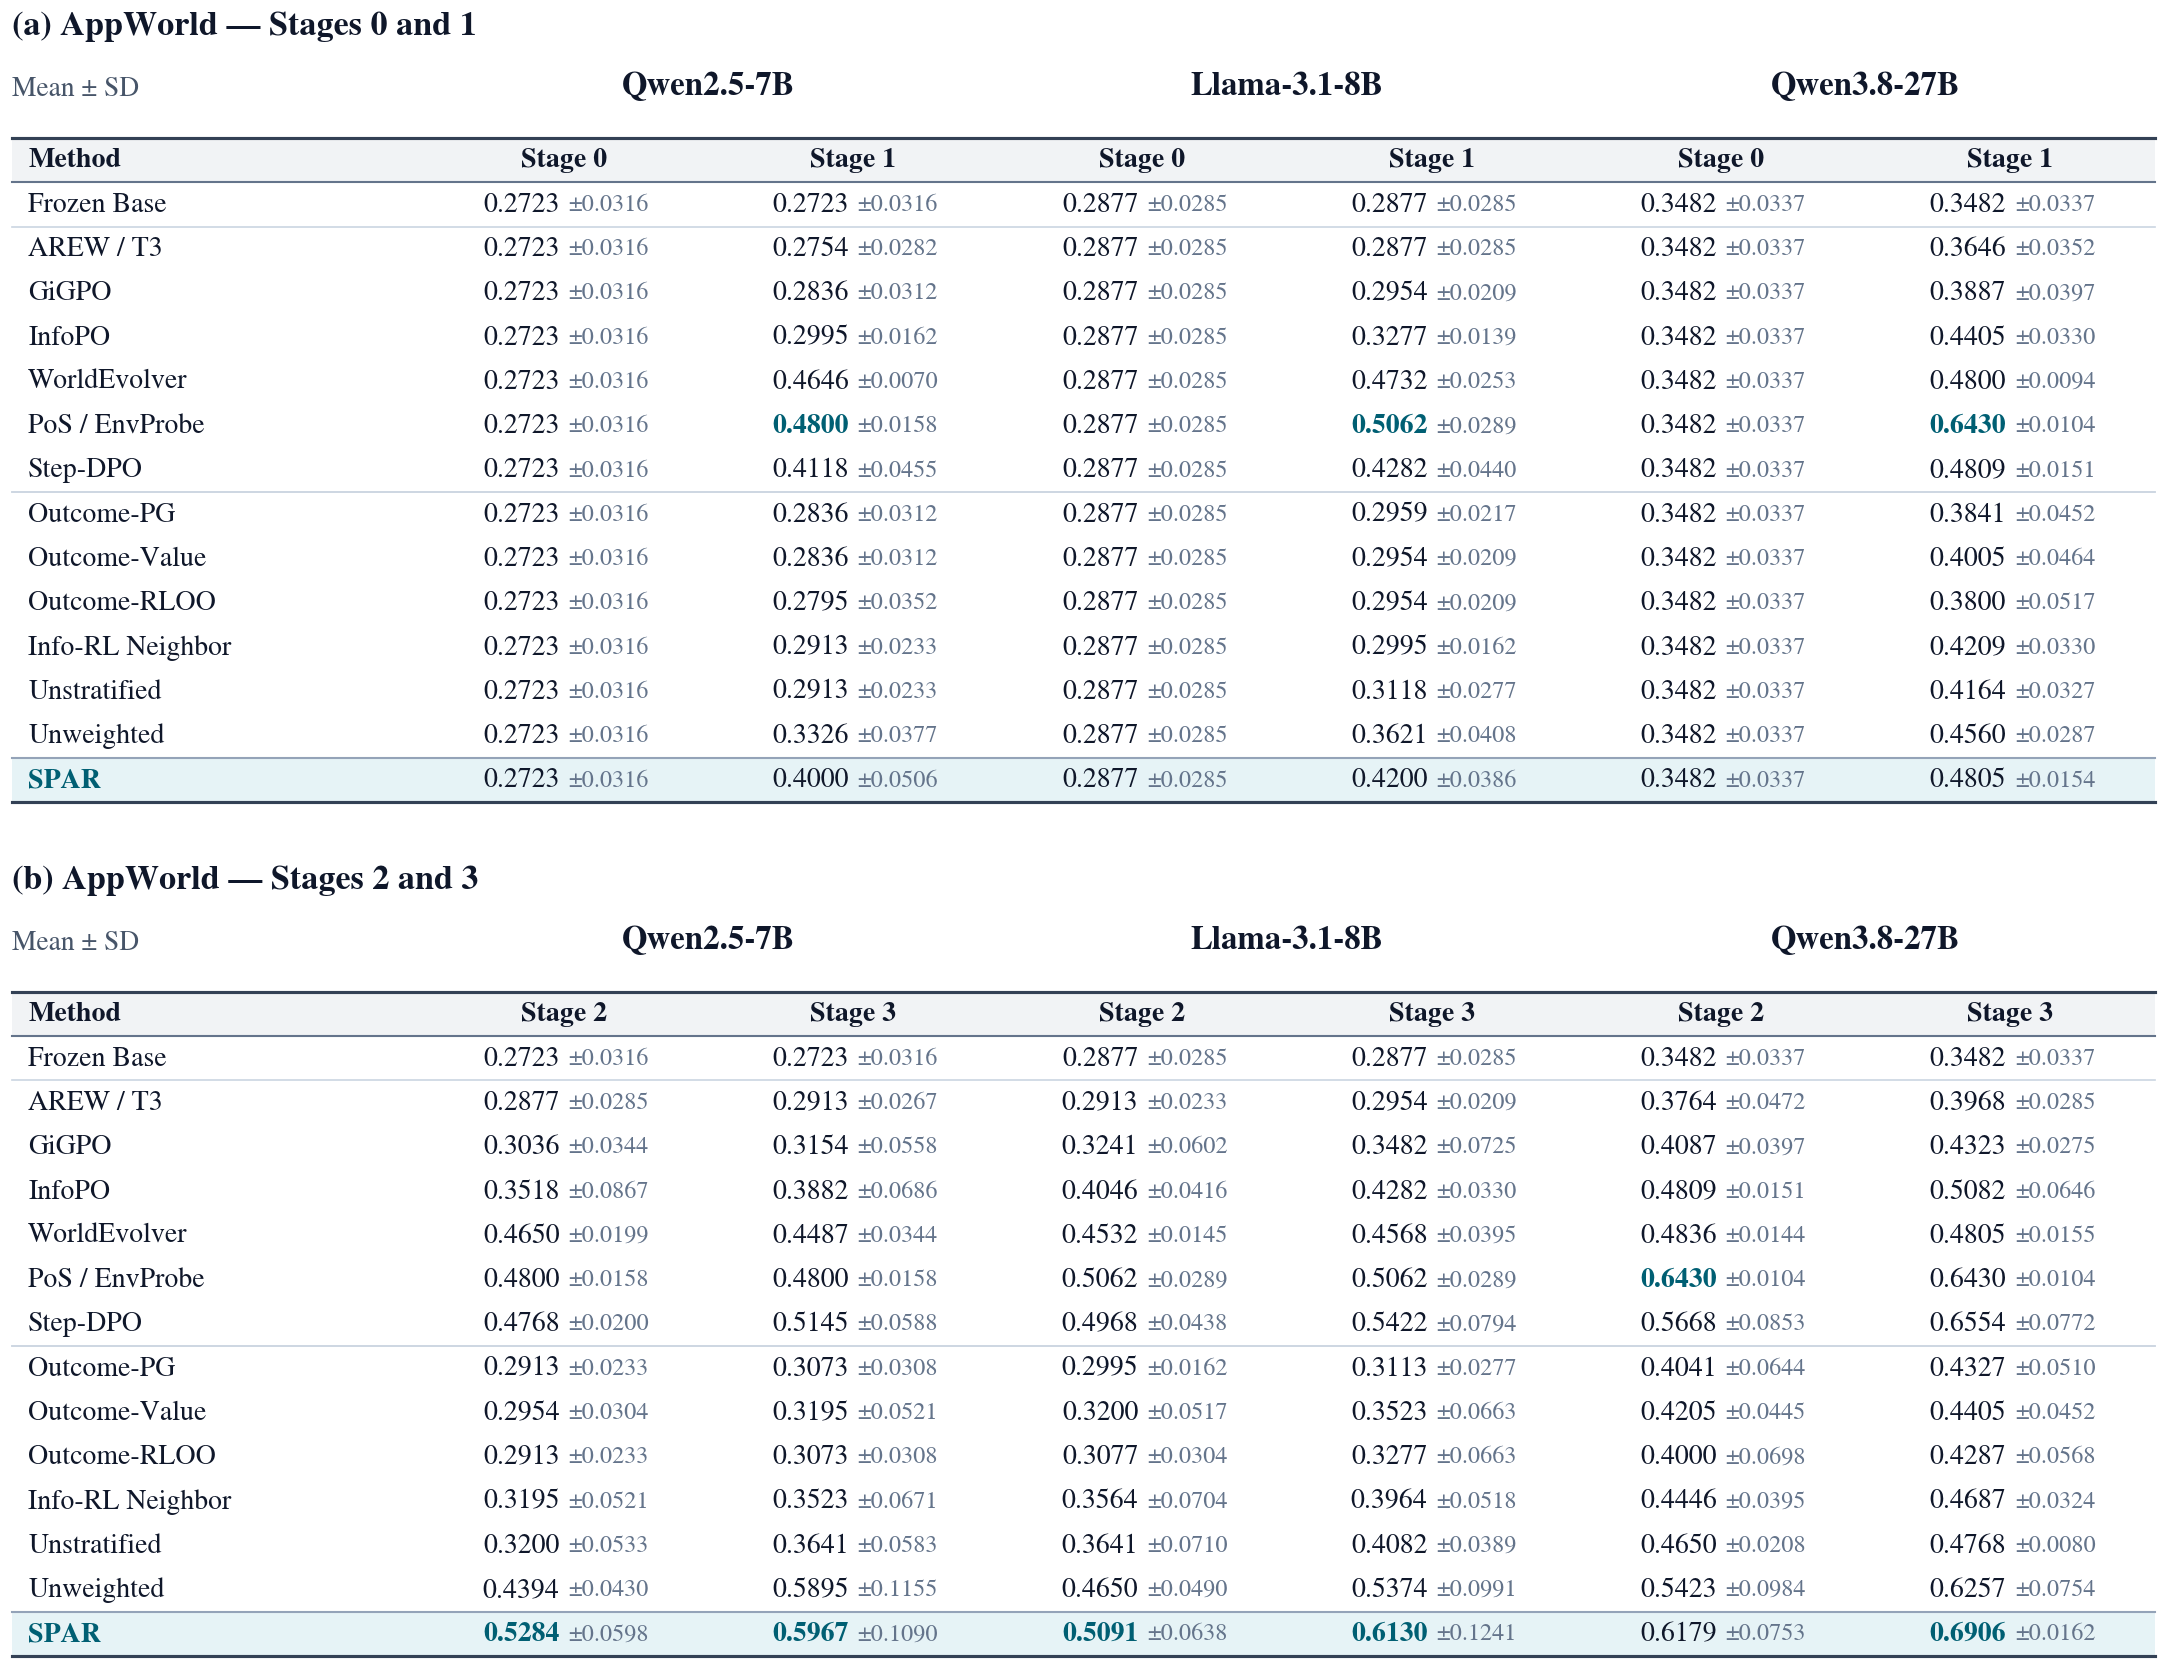 (a) AppWorld — Stages 0 and 1
Mean ± SD Qwen2.5-7B Llama-3.1-8B Qwen3.8-27B
Method Stage 0 Stage 1 Stage 0 Stage 1 Stage 0 Stage 1
Frozen Base 0.2723 ±0.0316 0.2723 ±0.0316 0.2877 ±0.0285 0.2877 ±0.0285 0.3482 ±0.0337 0.3482 ±0.0337
AREW / T3 0.2723 ±0.0316 0.2754 ±0.0282 0.2877 ±0.0285 0.2877 ±0.0285 0.3482 ±0.0337 0.3646 ±0.0352
GiGPO 0.2723 ±0.0316 0.2836 ±0.0312 0.2877 ±0.0285 0.2954 ±0.0209 0.3482 ±0.0337 0.3887 ±0.0397
InfoPO 0.2723 ±0.0316 0.2995 ±0.0162 0.2877 ±0.0285 0.3277 ±0.0139 0.3482 ±0.0337 0.4405 ±0.0330
WorldEvolver 0.2723 ±0.0316 0.4646 ±0.0070 0.2877 ±0.0285 0.4732 ±0.0253 0.3482 ±0.0337 0.4800 ±0.0094
PoS / EnvProbe 0.2723 ±0.0316 0.4800 ±0.0158 0.2877 ±0.0285 0.5062 ±0.0289 0.3482 ±0.0337 0.6430 ±0.0104
Step-DPO 0.2723 ±0.0316 0.4118 ±0.0455 0.2877 ±0.0285 0.4282 ±0.0440 0.3482 ±0.0337 0.4809 ±0.0151
Outcome-PG 0.2723 ±0.0316 0.2836 ±0.0312 0.2877 ±0.0285 0.2959 ±0.0217 0.3482 ±0.0337 0.3841 ±0.0452
Outcome-Value 0.2723 ±0.0316 0.2836 ±0.0312 0.2877 ±0.0285 0.2954 ±0.0209 0.3482 ±0.0337 0.4005 ±0.0464
Outcome-RLOO 0.2723 ±0.0316 0.2795 ±0.0352 0.2877 ±0.0285 0.2954 ±0.0209 0.3482 ±0.0337 0.3800 ±0.0517
Info-RL Neighbor 0.2723 ±0.0316 0.2913 ±0.0233 0.2877 ±0.0285 0.2995 ±0.0162 0.3482 ±0.0337 0.4209 ±0.0330
Unstratified 0.2723 ±0.0316 0.2913 ±0.0233 0.2877 ±0.0285 0.3118 ±0.0277 0.3482 ±0.0337 0.4164 ±0.0327
Unweighted 0.2723 ±0.0316 0.3326 ±0.0377 0.2877 ±0.0285 0.3621 ±0.0408 0.3482 ±0.0337 0.4560 ±0.0287
SPAR 0.2723 ±0.0316 0.4000 ±0.0506 0.2877 ±0.0285 0.4200 ±0.0386 0.3482 ±0.0337 0.4805 ±0.0154
(b) AppWorld — Stages 2 and 3
Mean ± SD Qwen2.5-7B Llama-3.1-8B Qwen3.8-27B
Method Stage 2 Stage 3 Stage 2 Stage 3 Stage 2 Stage 3
Frozen Base 0.2723 ±0.0316 0.2723 ±0.0316 0.2877 ±0.0285 0.2877 ±0.0285 0.3482 ±0.0337 0.3482 ±0.0337
AREW / T3 0.2877 ±0.0285 0.2913 ±0.0267 0.2913 ±0.0233 0.2954 ±0.0209 0.3764 ±0.0472 0.3968 ±0.0285
GiGPO 0.3036 ±0.0344 0.3154 ±0.0558 0.3241 ±0.0602 0.3482 ±0.0725 0.4087 ±0.0397 0.4323 ±0.0275
InfoPO 0.3518 ±0.0867 0.3882 ±0.0686 0.4046 ±0.0416 0.4282 ±0.0330 0.4809 ±0.0151 0.5082 ±0.0646
WorldEvolver 0.4650 ±0.0199 0.4487 ±0.0344 0.4532 ±0.0145 0.4568 ±0.0395 0.4836 ±0.0144 0.4805 ±0.0155
PoS / EnvProbe 0.4800 ±0.0158 0.4800 ±0.0158 0.5062 ±0.0289 0.5062 ±0.0289 0.6430 ±0.0104 0.6430 ±0.0104
Step-DPO 0.4768 ±0.0200 0.5145 ±0.0588 0.4968 ±0.0438 0.5422 ±0.0794 0.5668 ±0.0853 0.6554 ±0.0772
Outcome-PG 0.2913 ±0.0233 0.3073 ±0.0308 0.2995 ±0.0162 0.3113 ±0.0277 0.4041 ±0.0644 0.4327 ±0.0510
Outcome-Value 0.2954 ±0.0304 0.3195 ±0.0521 0.3200 ±0.0517 0.3523 ±0.0663 0.4205 ±0.0445 0.4405 ±0.0452
Outcome-RLOO 0.2913 ±0.0233 0.3073 ±0.0308 0.3077 ±0.0304 0.3277 ±0.0663 0.4000 ±0.0698 0.4287 ±0.0568
Info-RL Neighbor 0.3195 ±0.0521 0.3523 ±0.0671 0.3564 ±0.0704 0.3964 ±0.0518 0.4446 ±0.0395 0.4687 ±0.0324
Unstratified 0.3200 ±0.0533 0.3641 ±0.0583 0.3641 ±0.0710 0.4082 ±0.0389 0.4650 ±0.0208 0.4768 ±0.0080
Unweighted 0.4394 ±0.0430 0.5895 ±0.1155 0.4650 ±0.0490 0.5374 ±0.0991 0.5423 ±0.0984 0.6257 ±0.0754
SPAR 0.5284 ±0.0598 0.5967 ±0.1090 0.5091 ±0.0638 0.6130 ±0.1241 0.6179 ±0.0753 0.6906 ±0.0162